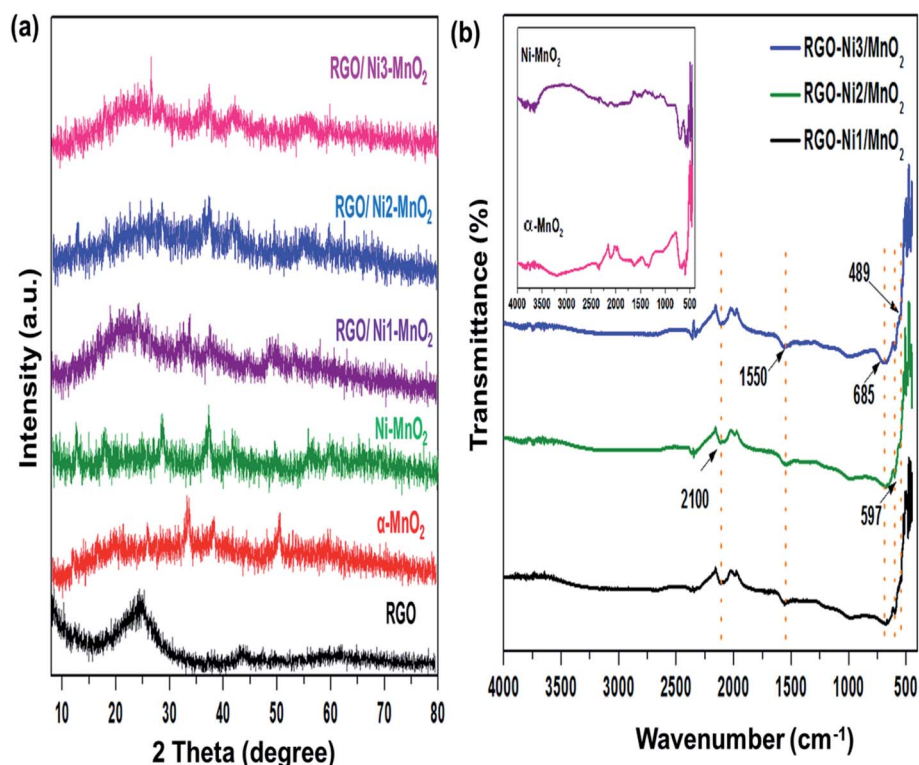 (a)
RGO/ Ni3-MnO₂
RGO/ Ni2-MnO₂
RGO/ Ni1-MnO₂
Ni-MnO₂
α-MnO₂
RGO
Intensity (a.u.)
10 20 30 40 50 60 70 80
2 Theta (degree)
(b)
Ni-MnO₂
α-MnO₂
4000 3500 3000 2500 2000 1500 1000 500
RGO-Ni3/MnO₂
RGO-Ni2/MnO₂
RGO-Ni1/MnO₂
489
1550
685
2100
597
Transmittance (%)
4000 3500 3000 2500 2000 1500 1000 500
Wavenumber (cm⁻¹)